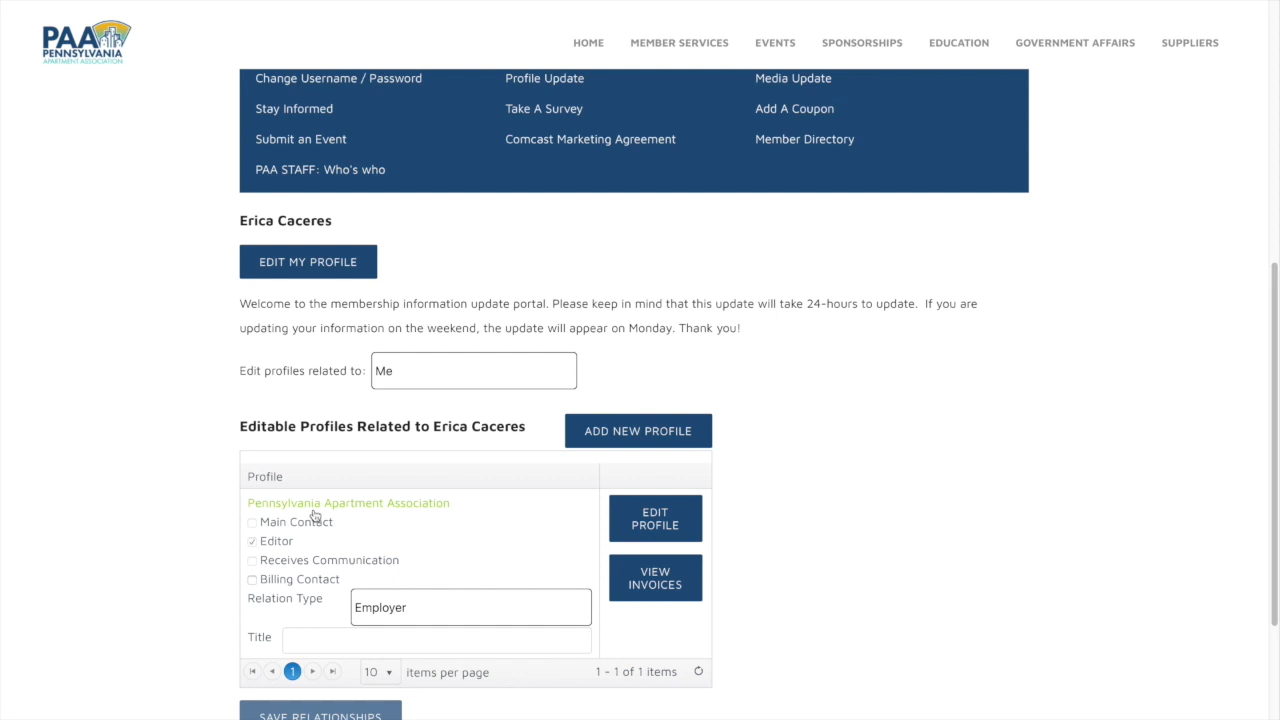 PAA
PENNSYLVANIA
APARTMENT ASSOCIATION
HOME MEMBER SERVICES EVENTS SPONSORSHIPS EDUCATION GOVERNMENT AFFAIRS SUPPLIERS
Change Username / Password Profile Update Media Update
Stay Informed Take A Survey Add A Coupon
Submit an Event Comcast Marketing Agreement Member Directory
PAA STAFF: Who's who
Erica Caceres
EDIT MY PROFILE
Welcome to the membership information update portal. Please keep in mind that this update will take 24-hours to update. If you are
updating your information on the weekend, the update will appear on Monday. Thank you!
Edit profiles related to: Me
Editable Profiles Related to Erica Caceres
ADD NEW PROFILE
Profile
Pennsylvania Apartment Association
Main Contact
Editor
Receives Communication
Billing Contact
Relation Type Employer
Title
EDIT
PROFILE
VIEW
INVOICES
1 10 items per page 1 - 1 of 1 items
SAVE RELATIONSHIPS